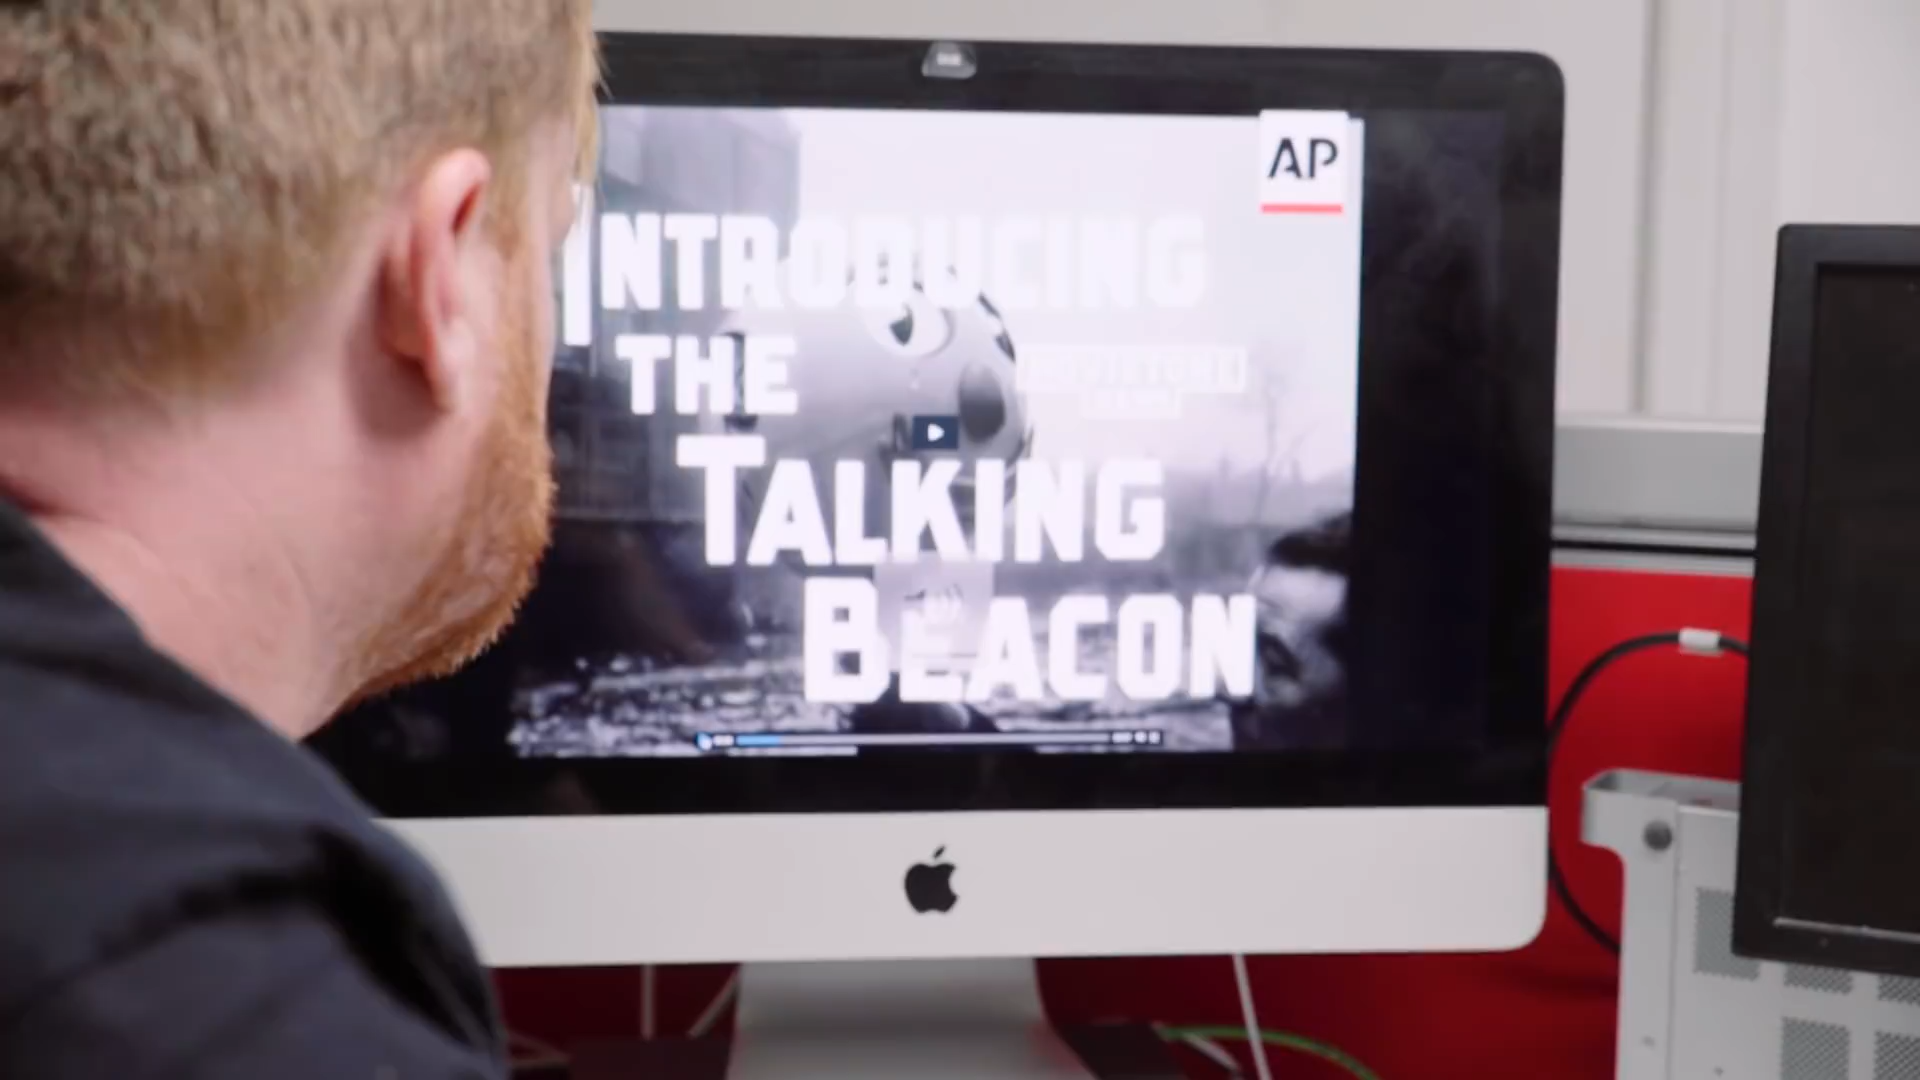 AP
INTRODUCING
THE
TALKING
BEACON